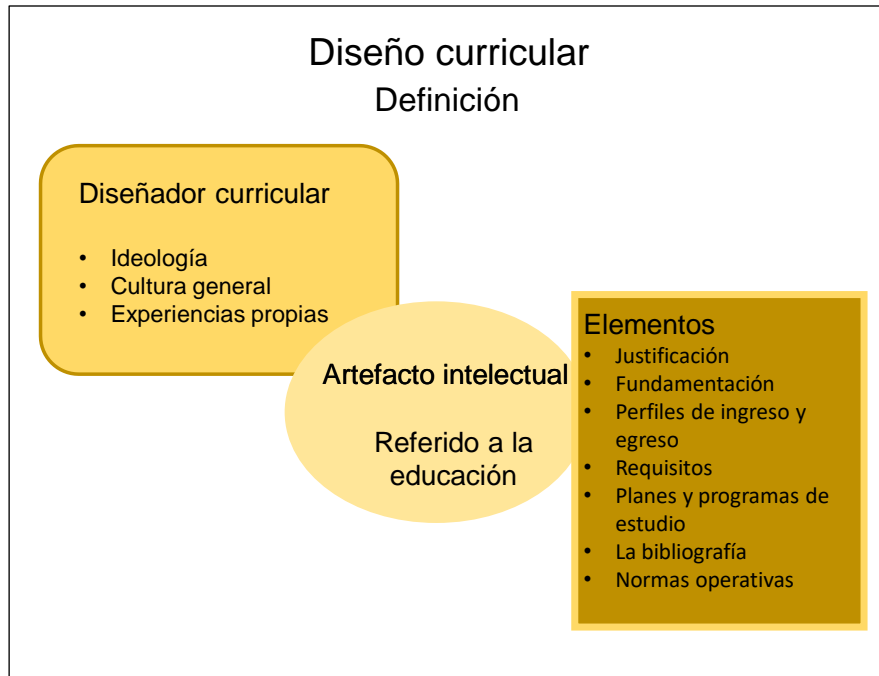 Diseño curricular
Definición
Diseñador curricular
• Ideología
• Cultura general
• Experiencias propias
Artefacto intelectual
Referido a la
educación
Elementos
• Justificación
• Fundamentación
• Perfiles de ingreso y
egreso
• Requisitos
• Planes y programas de
estudio
• La bibliografía
• Normas operativas